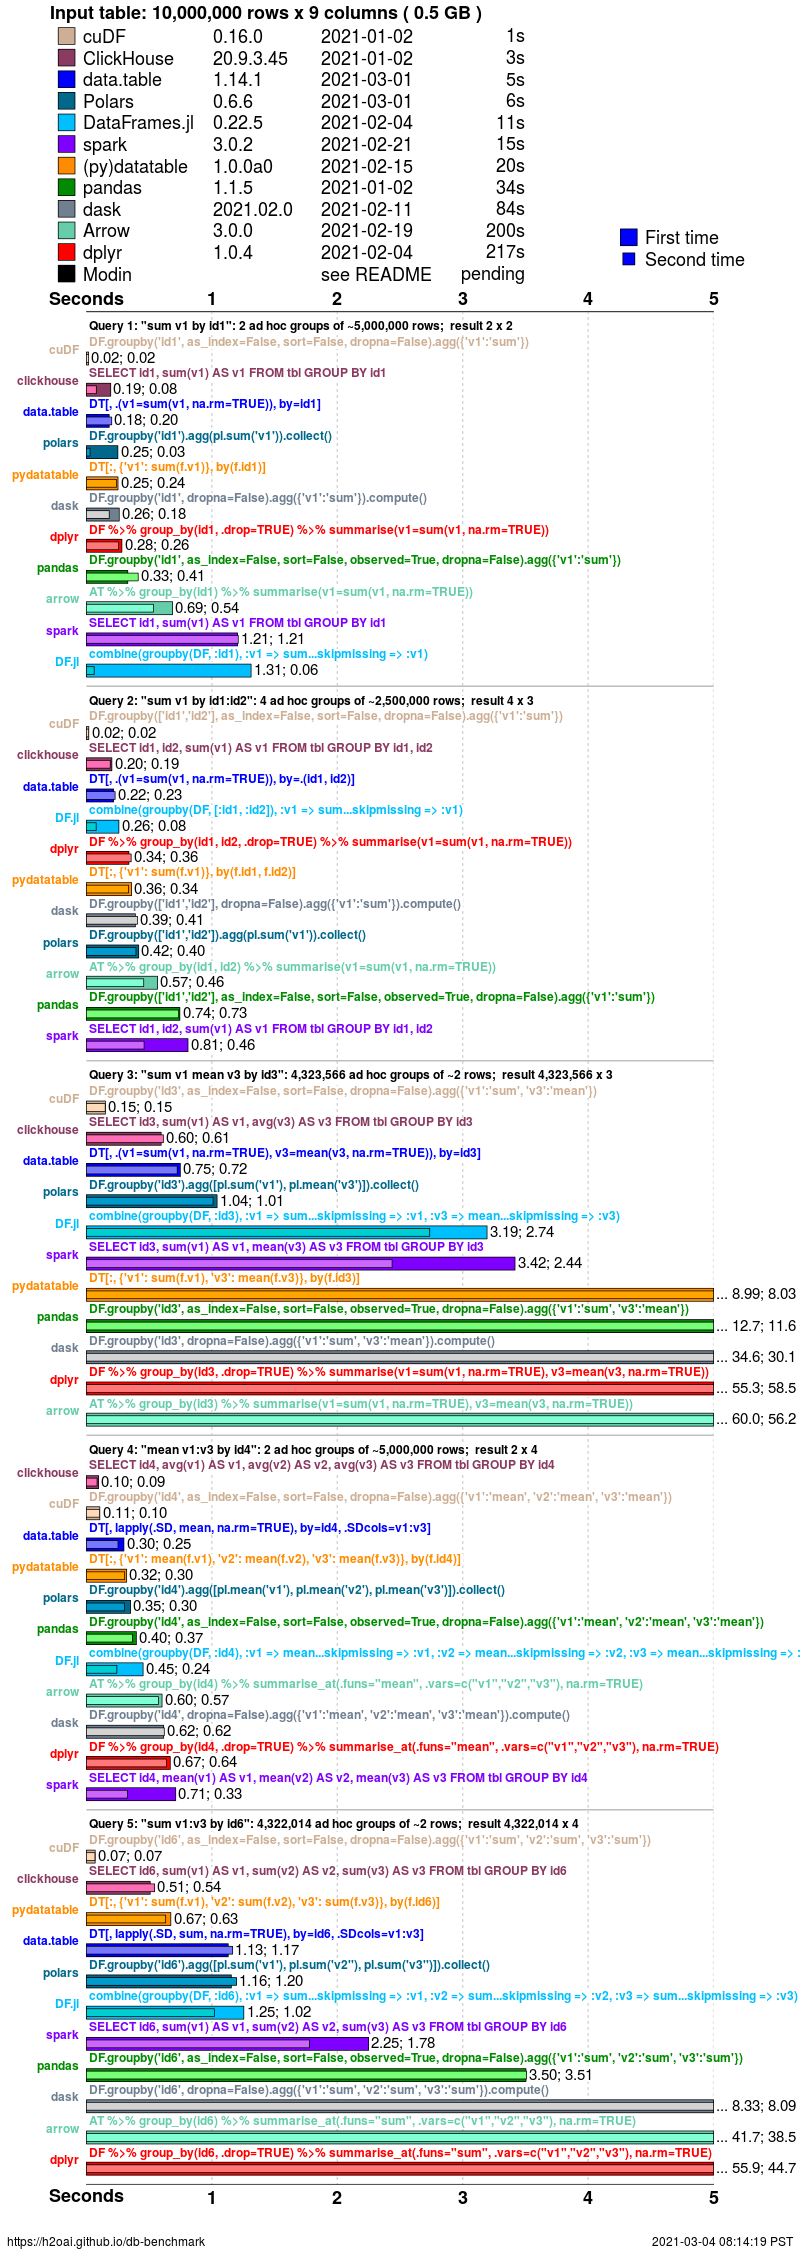 Input table: 10,000,000 rows x 9 columns ( 0.5 GB )
cuDF 0.16.0 2021-01-02 1s
ClickHouse 20.9.3.45 2021-01-02 3s
data.table 1.14.1 2021-03-01 5s
Polars 0.6.6 2021-03-01 6s
DataFrames.jl 0.22.5 2021-02-04 11s
spark 3.0.2 2021-02-21 15s
(py)datatable 1.0.0a0 2021-02-15 20s
pandas 1.1.5 2021-01-02 34s
dask 2021.02.0 2021-02-11 84s
Arrow 3.0.0 2021-02-19 200s
dplyr 1.0.4 2021-02-04 217s
Modin see README pending
First time
Second time
Seconds 1 2 3 4 5
Query 1: "sum v1 by id1": 2 ad hoc groups of ~5,000,000 rows; result 2 x 2
DF.groupby('id1', as_index=False, sort=False, dropna=False).agg({'v1':'sum'})
cuDF 0.02; 0.02
SELECT id1, sum(v1) AS v1 FROM tbl GROUP BY id1
clickhouse 0.19; 0.08
DT[, .(v1=sum(v1, na.rm=TRUE)), by=id1]
data.table 0.18; 0.20
DF.groupby('id1').agg(pl.sum('v1')).collect()
polars 0.25; 0.03
DT[:, {'v1': sum(f.v1)}, by(f.id1)]
pydatatable 0.25; 0.24
DF.groupby('id1', dropna=False).agg({'v1':'sum'}).compute()
dask 0.26; 0.18
DF %>% group_by(id1, .drop=TRUE) %>% summarise(v1=sum(v1, na.rm=TRUE))
dplyr 0.28; 0.26
DF.groupby('id1', as_index=False, sort=False, observed=True, dropna=False).agg({'v1':'sum'})
pandas 0.33; 0.41
AT %>% group_by(id1) %>% summarise(v1=sum(v1, na.rm=TRUE))
arrow 0.69; 0.54
SELECT id1, sum(v1) AS v1 FROM tbl GROUP BY id1
spark 1.21; 1.21
combine(groupby(DF, :id1), :v1 => sum...skipmissing => :v1)
DF.jl 1.31; 0.06
Query 2: "sum v1 by id1:id2": 4 ad hoc groups of ~2,500,000 rows; result 4 x 3
DF.groupby(['id1','id2'], as_index=False, sort=False, dropna=False).agg({'v1':'sum'})
cuDF 0.02; 0.02
SELECT id1, id2, sum(v1) AS v1 FROM tbl GROUP BY id1, id2
clickhouse 0.20; 0.19
DT[, .(v1=sum(v1, na.rm=TRUE)), by=.(id1, id2)]
data.table 0.22; 0.23
combine(groupby(DF, [:id1, :id2]), :v1 => sum...skipmissing => :v1)
DF.jl 0.26; 0.08
DF %>% group_by(id1, id2, .drop=TRUE) %>% summarise(v1=sum(v1, na.rm=TRUE))
dplyr 0.34; 0.36
DT[:, {'v1': sum(f.v1)}, by(f.id1, f.id2)]
pydatatable 0.36; 0.34
DF.groupby(['id1','id2'], dropna=False).agg({'v1':'sum'}).compute()
dask 0.39; 0.41
DF.groupby(['id1','id2']).agg(pl.sum('v1')).collect()
polars 0.42; 0.40
AT %>% group_by(id1, id2) %>% summarise(v1=sum(v1, na.rm=TRUE))
arrow 0.57; 0.46
DF.groupby(['id1','id2'], as_index=False, sort=False, observed=True, dropna=False).agg({'v1':'sum'})
pandas 0.74; 0.73
SELECT id1, id2, sum(v1) AS v1 FROM tbl GROUP BY id1, id2
spark 0.81; 0.46
Query 3: "sum v1 mean v3 by id3": 4,323,566 ad hoc groups of ~2 rows; result 4,323,566 x 3
DF.groupby('id3', as_index=False, sort=False, dropna=False).agg({'v1':'sum', 'v3':'mean'})
cuDF 0.15; 0.15
SELECT id3, sum(v1) AS v1, avg(v3) AS v3 FROM tbl GROUP BY id3
clickhouse 0.60; 0.61
DT[, .(v1=sum(v1, na.rm=TRUE), v3=mean(v3, na.rm=TRUE)), by=id3]
data.table 0.75; 0.72
DF.groupby('id3').agg([pl.sum('v1'), pl.mean('v3')]).collect()
polars 1.04; 1.01
combine(groupby(DF, :id3), :v1 => sum...skipmissing => :v1, :v3 => mean...skipmissing => :v3)
DF.jl 3.19; 2.74
SELECT id3, sum(v1) AS v1, mean(v3) AS v3 FROM tbl GROUP BY id3
spark 3.42; 2.44
DT[:, {'v1': sum(f.v1), 'v3': mean(f.v3)}, by(f.id3)]
pydatatable ... 8.99; 8.03
DF.groupby('id3', as_index=False, sort=False, observed=True, dropna=False).agg({'v1':'sum', 'v3':'mean'})
pandas ... 12.7; 11.6
DF.groupby('id3', dropna=False).agg({'v1':'sum', 'v3':'mean'}).compute()
dask ... 34.6; 30.1
DF %>% group_by(id3, .drop=TRUE) %>% summarise(v1=sum(v1, na.rm=TRUE), v3=mean(v3, na.rm=TRUE))
dplyr ... 55.3; 58.5
AT %>% group_by(id3) %>% summarise(v1=sum(v1, na.rm=TRUE), v3=mean(v3, na.rm=TRUE))
arrow ... 60.0; 56.2
Query 4: "mean v1:v3 by id4": 2 ad hoc groups of ~5,000,000 rows; result 2 x 4
SELECT id4, avg(v1) AS v1, avg(v2) AS v2, avg(v3) AS v3 FROM tbl GROUP BY id4
clickhouse 0.10; 0.09
DF.groupby('id4', as_index=False, sort=False, dropna=False).agg({'v1':'mean', 'v2':'mean', 'v3':'mean'})
cuDF 0.11; 0.10
DT[, lapply(.SD, mean, na.rm=TRUE), by=id4, .SDcols=v1:v3]
data.table 0.30; 0.25
DT[:, {'v1': mean(f.v1), 'v2': mean(f.v2), 'v3': mean(f.v3)}, by(f.id4)]
pydatatable 0.32; 0.30
DF.groupby('id4').agg([pl.mean('v1'), pl.mean('v2'), pl.mean('v3')]).collect()
polars 0.35; 0.30
DF.groupby('id4', as_index=False, sort=False, observed=True, dropna=False).agg({'v1':'mean', 'v2':'mean', 'v3':'mean'})
pandas 0.40; 0.37
combine(groupby(DF, :id4), :v1 => mean...skipmissing => :v1, :v2 => mean...skipmissing => :v2, :v3 => mean...skipmissing => :
DF.jl 0.45; 0.24
AT %>% group_by(id4) %>% summarise_at(.funs="mean", .vars=c("v1","v2","v3"), na.rm=TRUE)
arrow 0.60; 0.57
DF.groupby('id4', dropna=False).agg({'v1':'mean', 'v2':'mean', 'v3':'mean'}).compute()
dask 0.62; 0.62
DF %>% group_by(id4, .drop=TRUE) %>% summarise_at(.funs="mean", .vars=c("v1","v2","v3"), na.rm=TRUE)
dplyr 0.67; 0.64
SELECT id4, mean(v1) AS v1, mean(v2) AS v2, mean(v3) AS v3 FROM tbl GROUP BY id4
spark 0.71; 0.33
Query 5: "sum v1:v3 by id6": 4,322,014 ad hoc groups of ~2 rows; result 4,322,014 x 4
DF.groupby('id6', as_index=False, sort=False, dropna=False).agg({'v1':'sum', 'v2':'sum', 'v3':'sum'})
cuDF 0.07; 0.07
SELECT id6, sum(v1) AS v1, sum(v2) AS v2, sum(v3) AS v3 FROM tbl GROUP BY id6
clickhouse 0.51; 0.54
DT[:, {'v1': sum(f.v1), 'v2': sum(f.v2), 'v3': sum(f.v3)}, by(f.id6)]
pydatatable 0.67; 0.63
DT[, lapply(.SD, sum, na.rm=TRUE), by=id6, .SDcols=v1:v3]
data.table 1.13; 1.17
DF.groupby('id6').agg([pl.sum('v1'), pl.sum('v2"), pl.sum('v3")]).collect()
polars 1.16; 1.20
combine(groupby(DF, :id6), :v1 => sum...skipmissing => :v1, :v2 => sum...skipmissing => :v2, :v3 => sum...skipmissing => :v3)
DF.jl 1.25; 1.02
SELECT id6, sum(v1) AS v1, sum(v2) AS v2, sum(v3) AS v3 FROM tbl GROUP BY id6
spark 2.25; 1.78
DF.groupby('id6', as_index=False, sort=False, observed=True, dropna=False).agg({'v1':'sum', 'v2':'sum', 'v3':'sum'})
pandas 3.50; 3.51
DF.groupby('id6', dropna=False).agg({'v1':'sum', 'v2':'sum', 'v3':'sum'}).compute()
dask ... 8.33; 8.09
AT %>% group_by(id6) %>% summarise_at(.funs="sum", .vars=c("v1","v2","v3"), na.rm=TRUE)
arrow ... 41.7; 38.5
DF %>% group_by(id6, .drop=TRUE) %>% summarise_at(.funs="sum", .vars=c("v1","v2","v3"), na.rm=TRUE)
dplyr ... 55.9; 44.7
Seconds 1 2 3 4 5
https://h2oai.github.io/db-benchmark 2021-03-04 08:14:19 PST